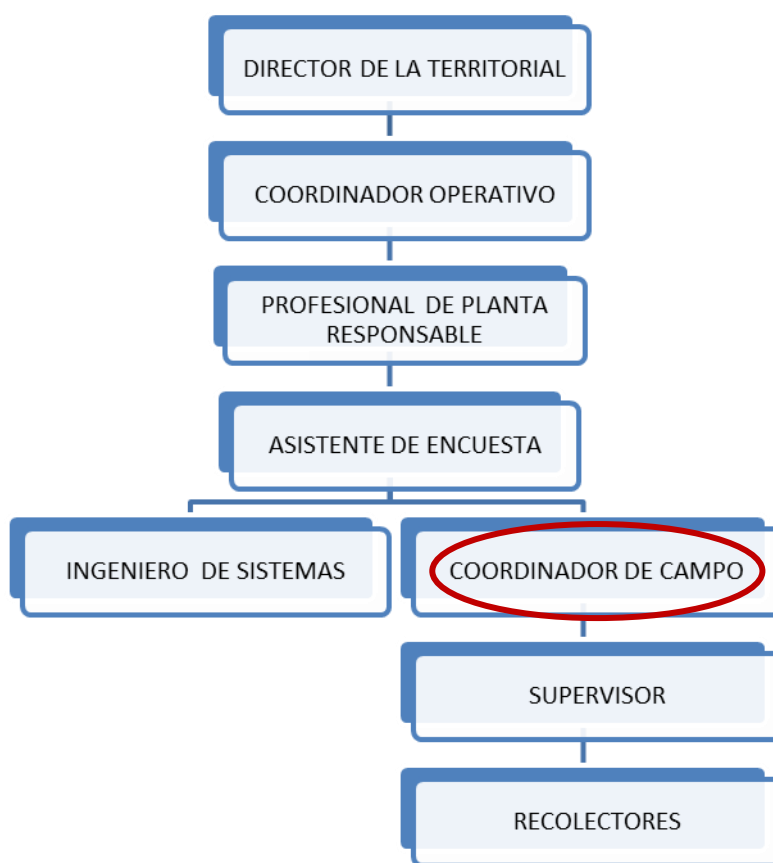 DIRECTOR DE LA TERRITORIAL
COORDINADOR OPERATIVO
PROFESIONAL DE PLANTA
RESPONSABLE
ASISTENTE DE ENCUESTA
INGENIERO DE SISTEMAS
COORDINADOR DE CAMPO
SUPERVISOR
RECOLECTORES